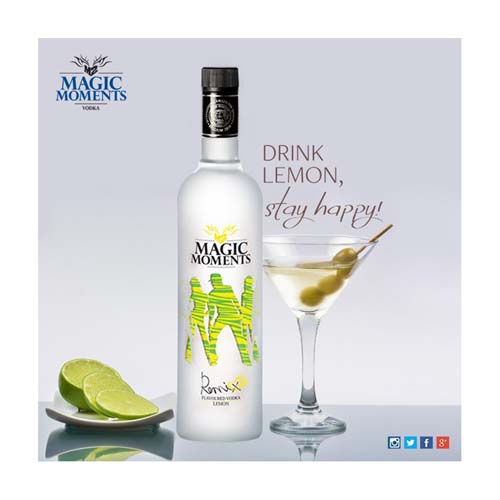 MAGIC
MOMENTS
VODKA
DRINK
LEMON,
stay happy!
MAGIC
MOMENTS
Remix
FLAVOURED VODKA
LEMON